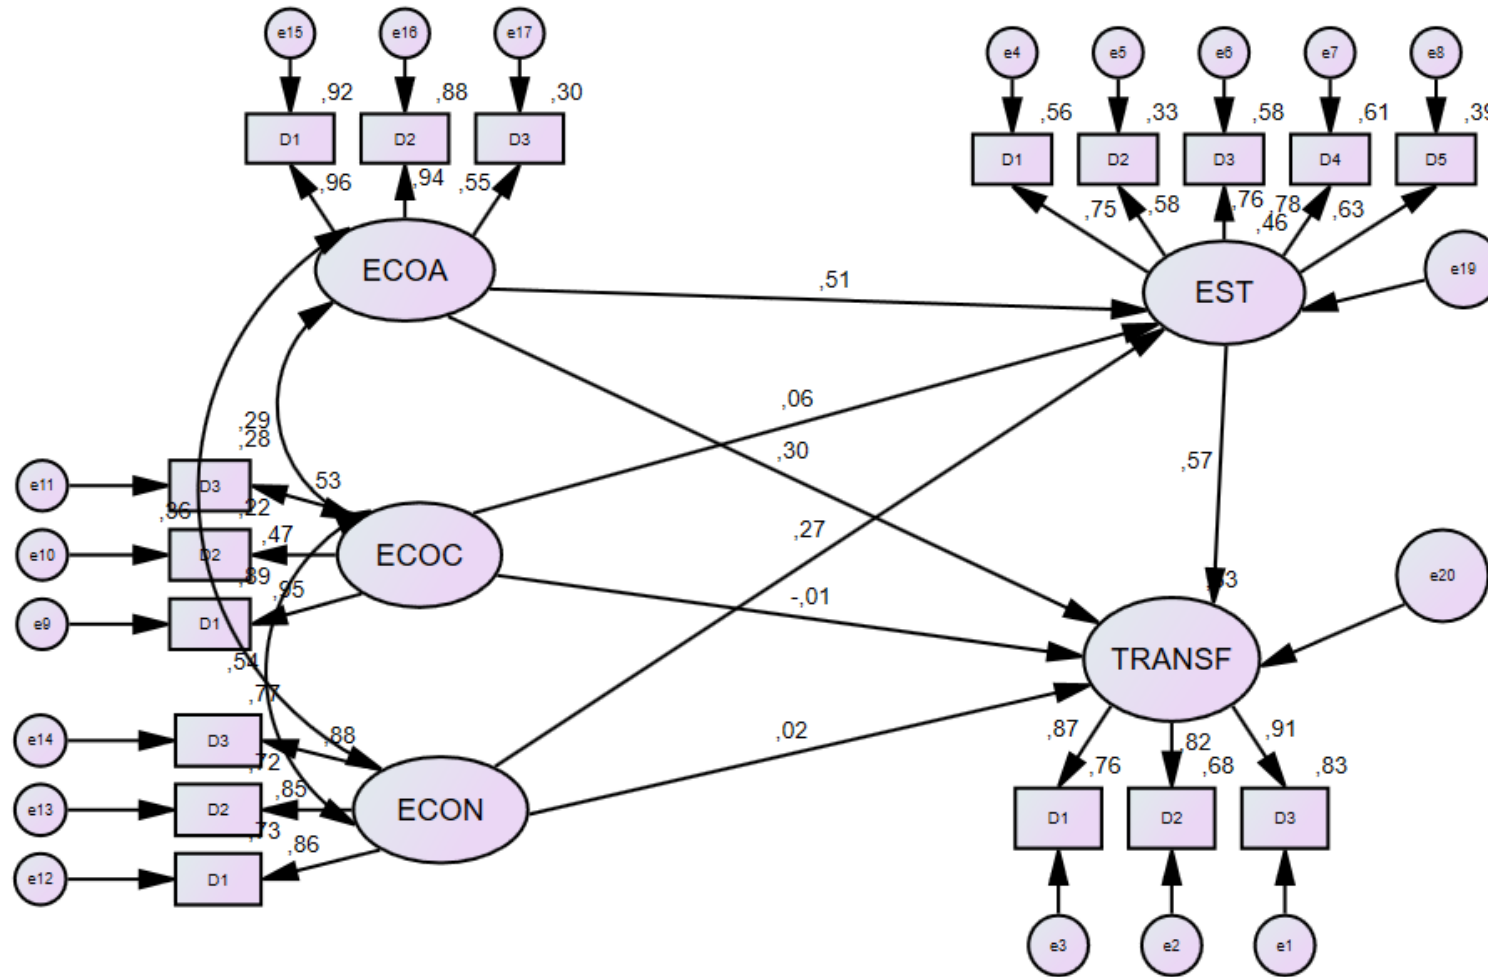 e15 e16 e17
e4 e5 e6 e7 e8
,92 ,88 ,30
,56 ,33 ,58 ,61 ,39
D1 D2 D3
D1 D2 D3 D4 D5
,96 ,94 ,55
,75 ,58 ,76 ,78 ,63
,46
ECOA
e19
EST
,51
,06
,29
,28
,30
,57
e11
D3
53
,22
,36
,47
,27
e10
D2
ECOC
,89
,95
e20
-,01
e9
D1
TRANSF
,54
,77
,02
,87 ,82 ,91
e14
D3
,88
,72
,76 ,68 ,83
,85
e13
D2
ECON
D1 D2 D3
,73
,86
e12
D1
e3 e2 e1